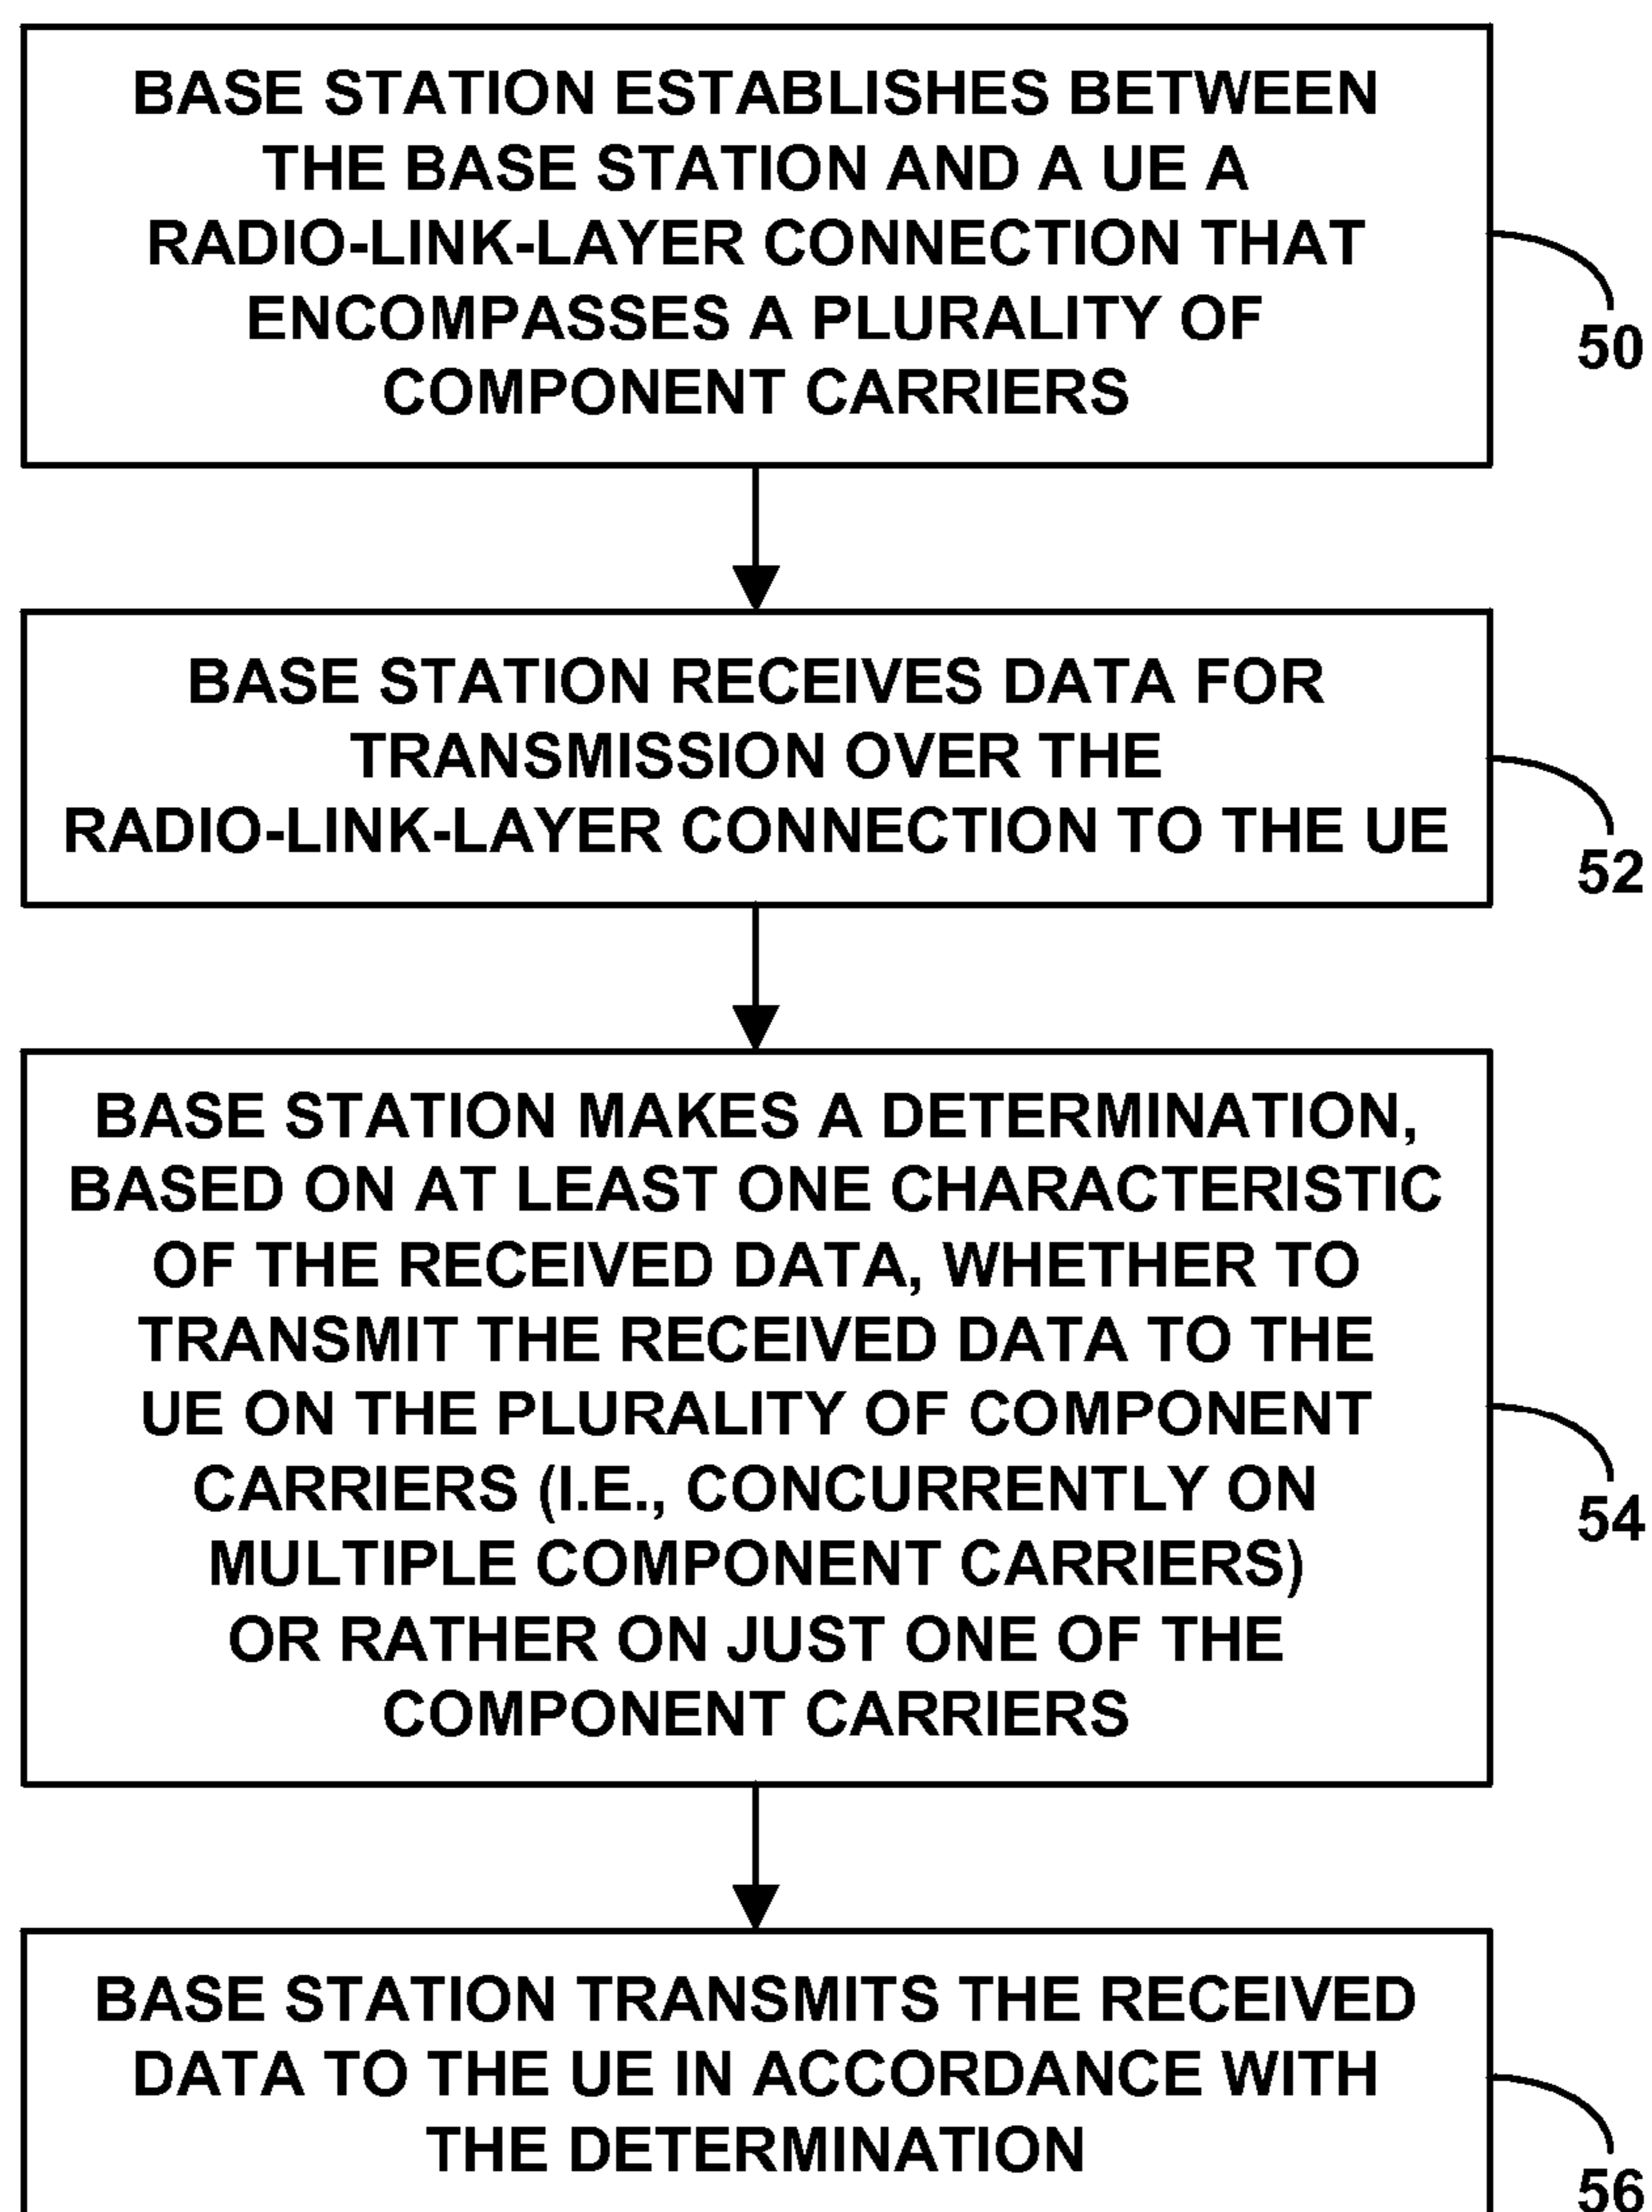 BASE STATION ESTABLISHES BETWEEN
THE BASE STATION AND A UE A
RADIO-LINK-LAYER CONNECTION THAT
ENCOMPASSES A PLURALITY OF
COMPONENT CARRIERS
50
BASE STATION RECEIVES DATA FOR
TRANSMISSION OVER THE
RADIO-LINK-LAYER CONNECTION TO THE UE
52
BASE STATION MAKES A DETERMINATION,
BASED ON AT LEAST ONE CHARACTERISTIC
OF THE RECEIVED DATA, WHETHER TO
TRANSMIT THE RECEIVED DATA TO THE
UE ON THE PLURALITY OF COMPONENT
CARRIERS (I.E., CONCURRENTLY ON
MULTIPLE COMPONENT CARRIERS)
OR RATHER ON JUST ONE OF THE
COMPONENT CARRIERS
54
BASE STATION TRANSMITS THE RECEIVED
DATA TO THE UE IN ACCORDANCE WITH
THE DETERMINATION
56